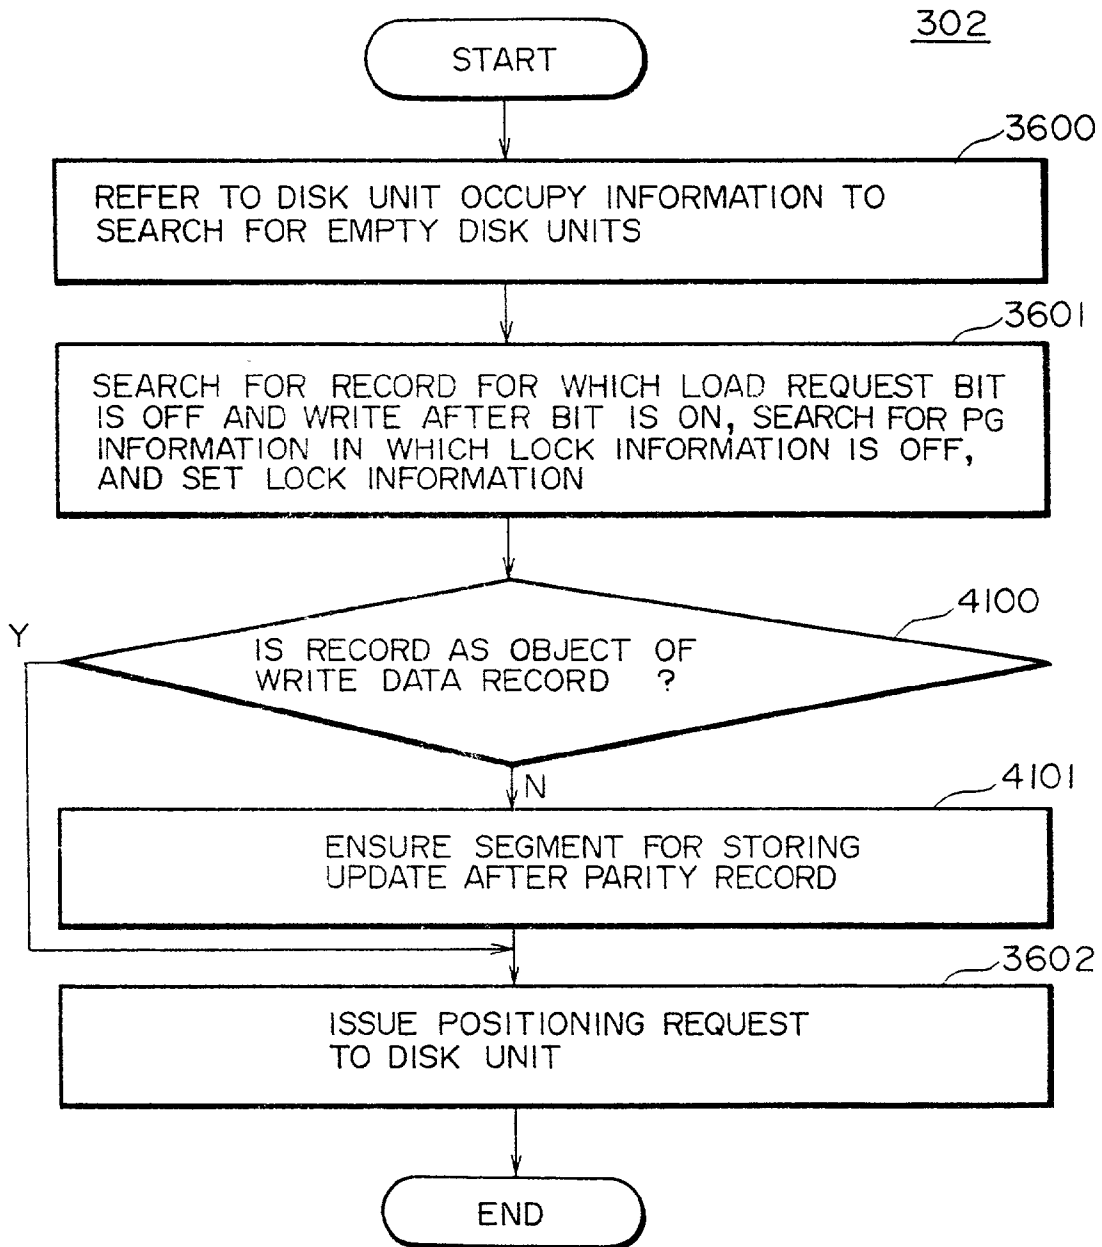 302
START
3600
REFER TO DISK UNIT OCCUPY INFORMATION TO
SEARCH FOR EMPTY DISK UNITS
3601
SEARCH FOR RECORD FOR WHICH LOAD REQUEST BIT
IS OFF AND WRITE AFTER BIT IS ON, SEARCH FOR PG
INFORMATION IN WHICH LOCK INFORMATION IS OFF,
AND SET LOCK INFORMATION
4100
Y
IS RECORD AS OBJECT OF
WRITE DATA RECORD ?
N
4101
ENSURE SEGMENT FOR STORING
UPDATE AFTER PARITY RECORD
3602
ISSUE POSITIONING REQUEST
TO DISK UNIT
END